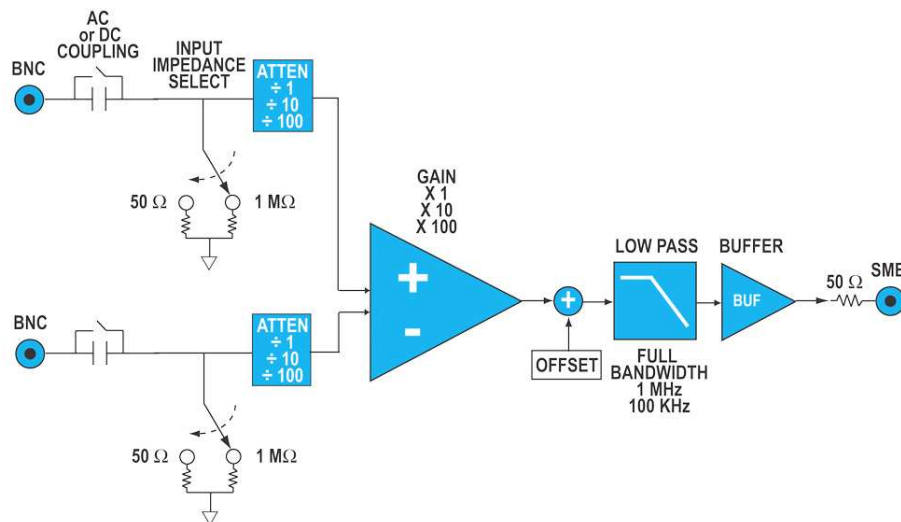 AC
or DC
COUPLING
BNC
INPUT
IMPEDANCE
SELECT
ATTEN
÷ 1
÷ 10
÷ 100
50 Ω
1 MΩ
GAIN
X 1
X 10
X 100
+
-
+
OFFSET
LOW PASS
FULL
BANDWIDTH
1 MHz
100 KHz
BUFFER
BUF
50 Ω
SMB
BNC
ATTEN
÷ 1
÷ 10
÷ 100
50 Ω
1 MΩ